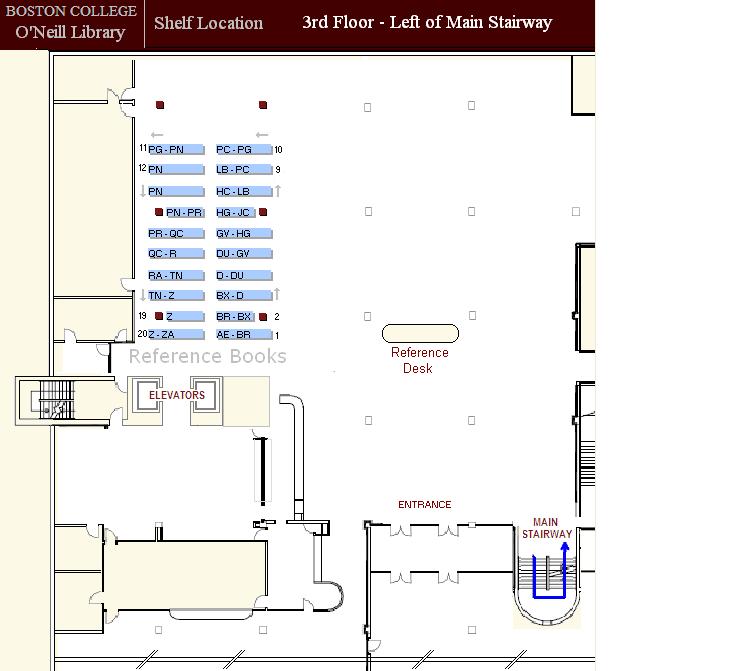 BOSTON COLLEGE
O'Neill Library
Shelf Location
3rd Floor - Left of Main Stairway
11 PG - PN PC - PG 10
12 PN LB - PC 9
PN HC - LB
PN - PR HG - JC
PR - QC GV - HG
QC - R DU - GV
RA - TN D - DU
TN - Z BX - D
19 Z BR - BX 2
20 Z - ZA AE - BR 1
Reference Books
Reference
Desk
ELEVATORS
ENTRANCE
MAIN
STAIRWAY